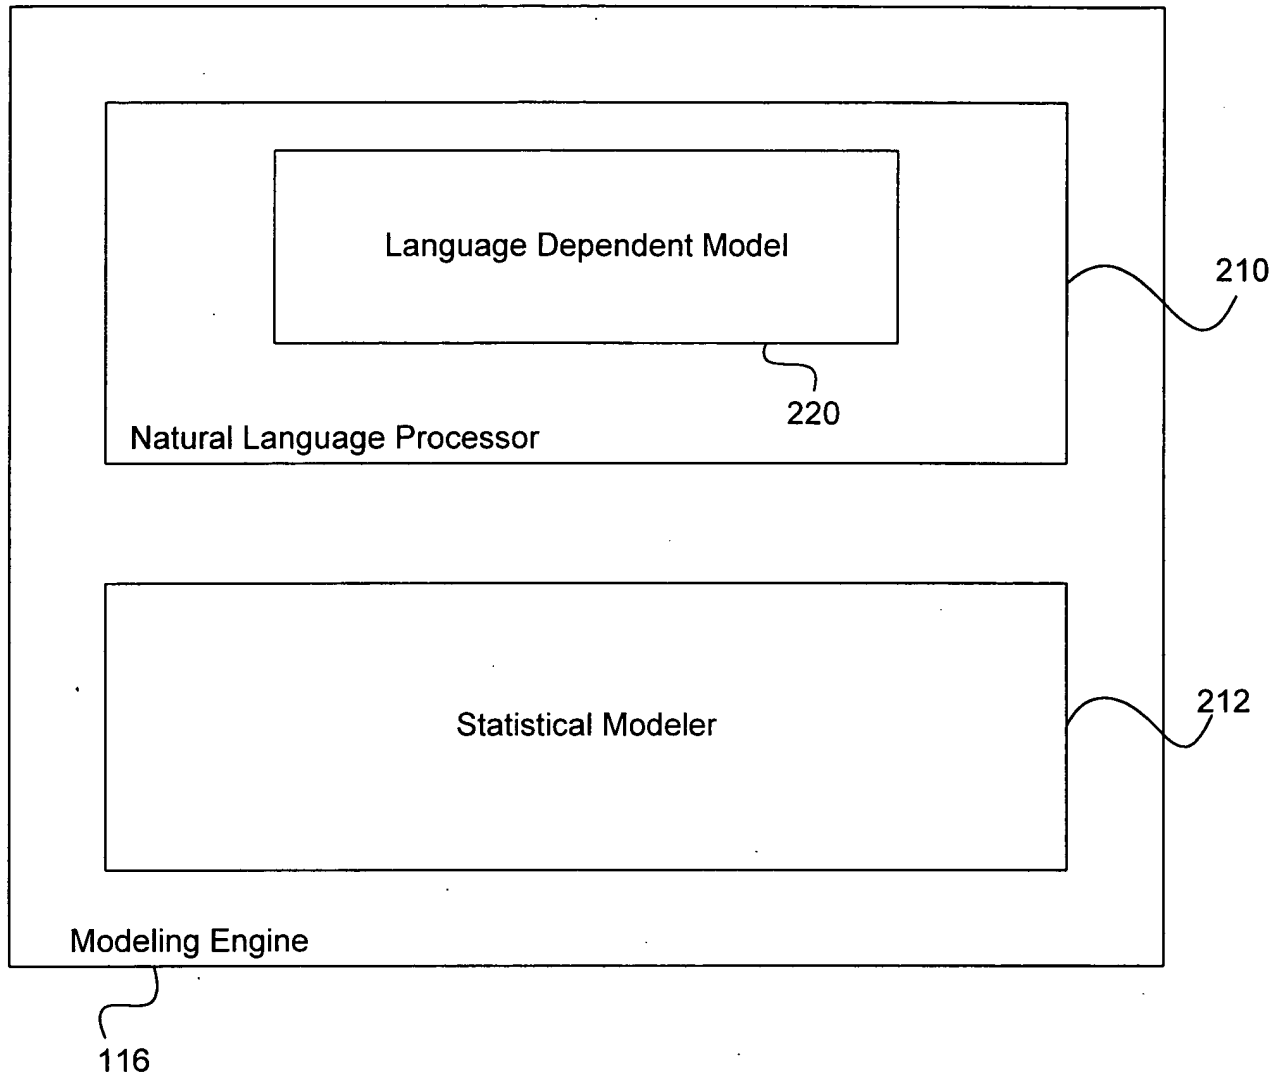 Language Dependent Model
210
220
Natural Language Processor
Statistical Modeler
212
Modeling Engine
116